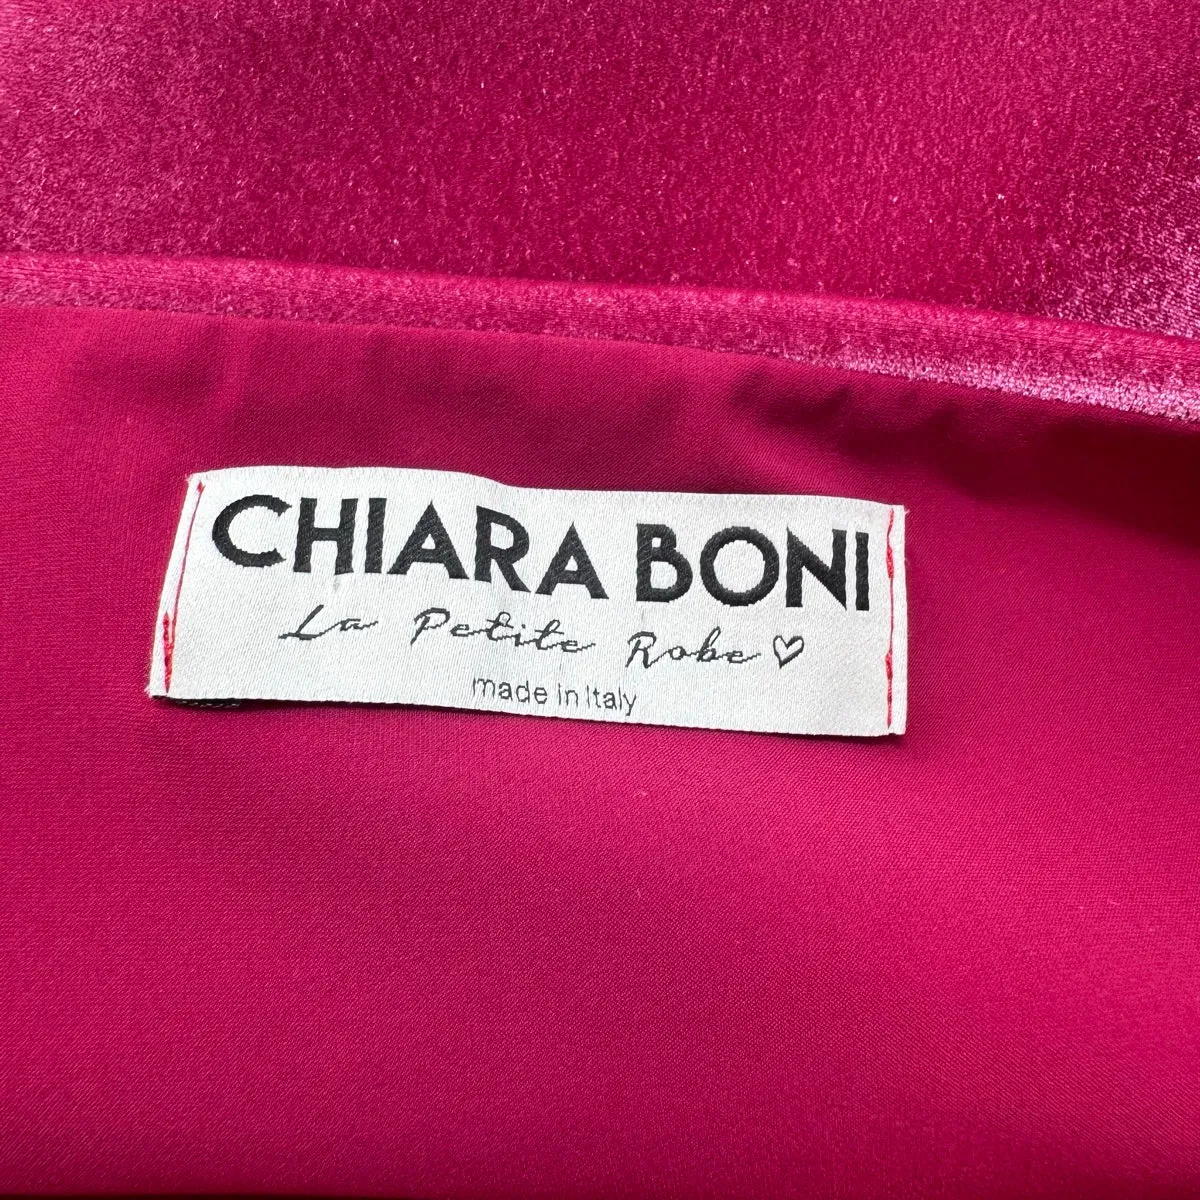 CHIARA BONI
La Petite Robe♡
made in Italy